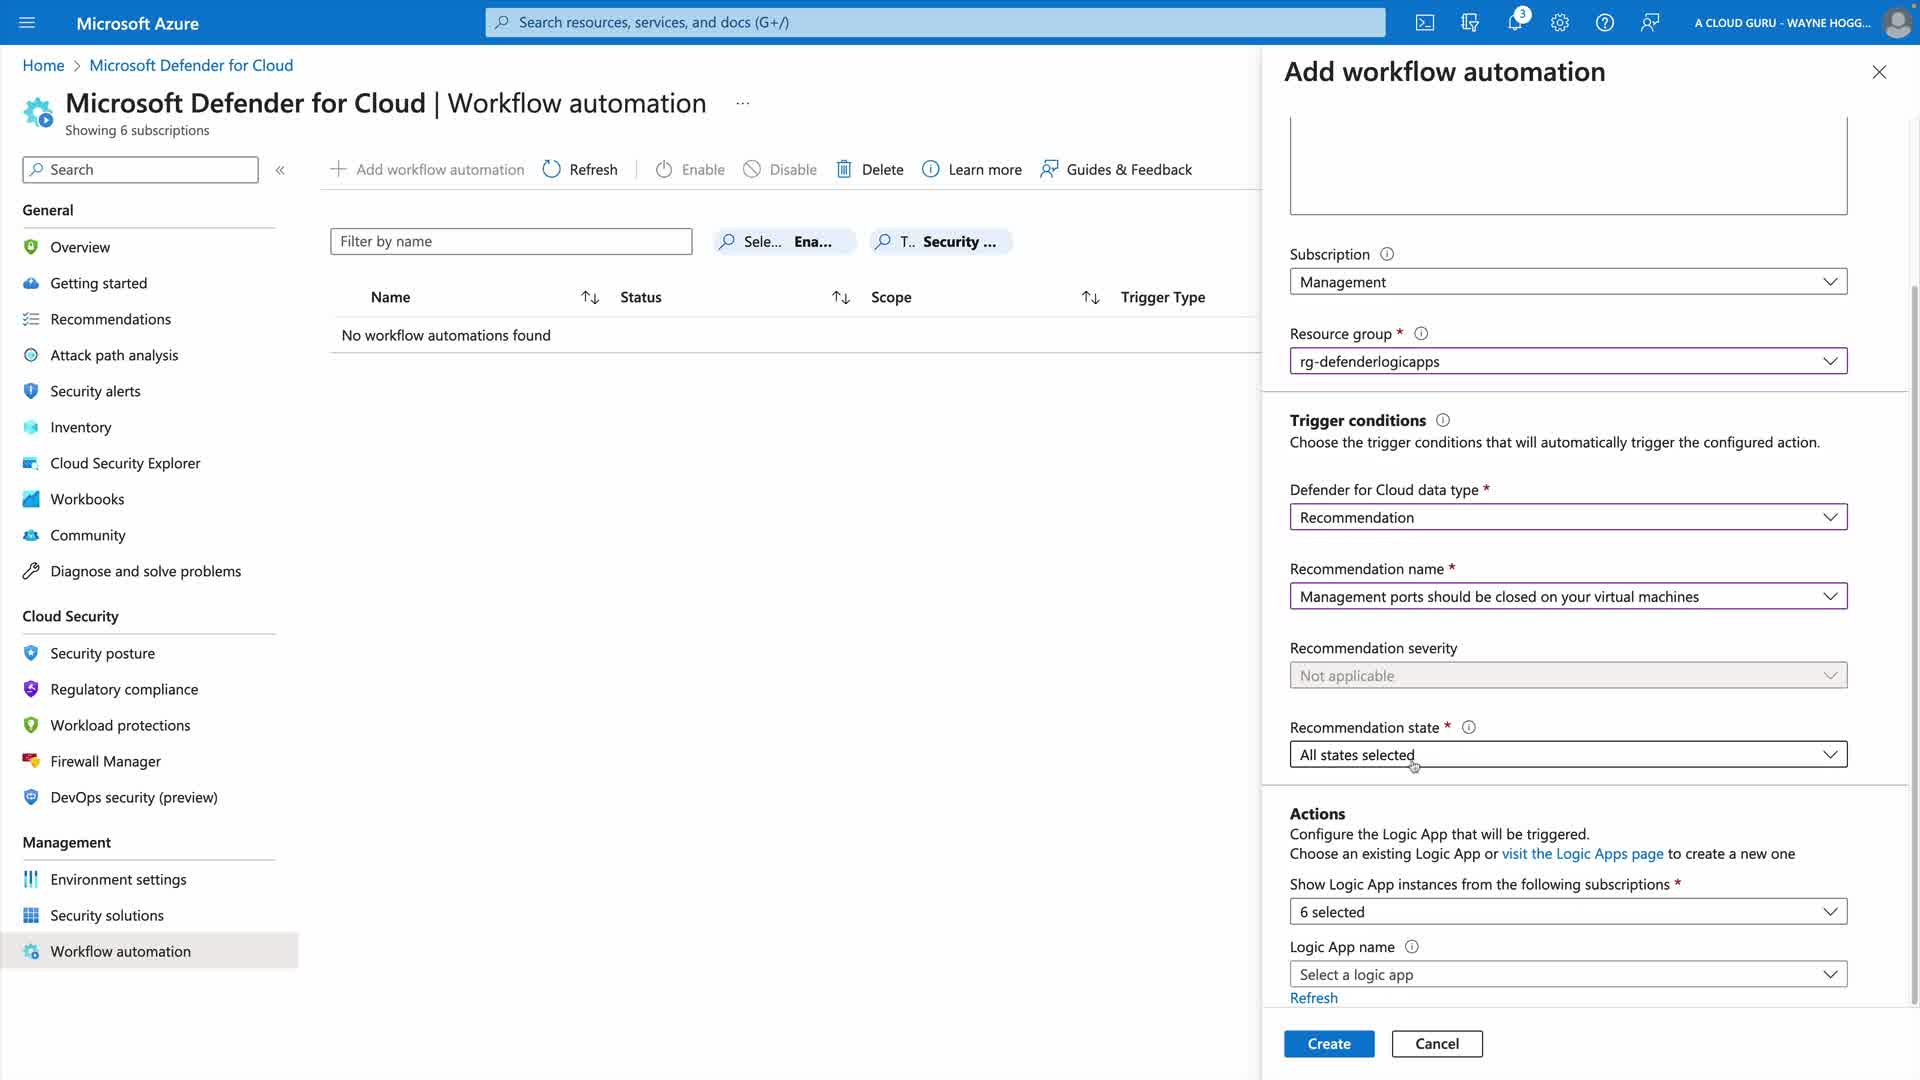 Microsoft Azure
Search resources, services, and docs (G+/)
3
A CLOUD GURU - WAYNE HOGG...
Home > Microsoft Defender for Cloud
Microsoft Defender for Cloud | Workflow automation ...
Showing 6 subscriptions
Search
«
General
Overview
Getting started
Recommendations
Attack path analysis
Security alerts
Inventory
Cloud Security Explorer
Workbooks
Community
Diagnose and solve problems
Cloud Security
Security posture
Regulatory compliance
Workload protections
Firewall Manager
DevOps security (preview)
Management
Environment settings
Security solutions
Workflow automation
Add workflow automation Refresh Enable Disable Delete Learn more Guides & Feedback
Filter by name
Sele... Ena...
T.. Security ...
Name Status Scope Trigger Type
No workflow automations found
Add workflow automation
Subscription
Management
Resource group *
rg-defenderlogicapps
Trigger conditions
Choose the trigger conditions that will automatically trigger the configured action.
Defender for Cloud data type *
Recommendation
Recommendation name *
Management ports should be closed on your virtual machines
Recommendation severity
Not applicable
Recommendation state *
All states selected
Actions
Configure the Logic App that will be triggered.
Choose an existing Logic App or visit the Logic Apps page to create a new one
Show Logic App instances from the following subscriptions *
6 selected
Logic App name
Select a logic app
Refresh
Create Cancel